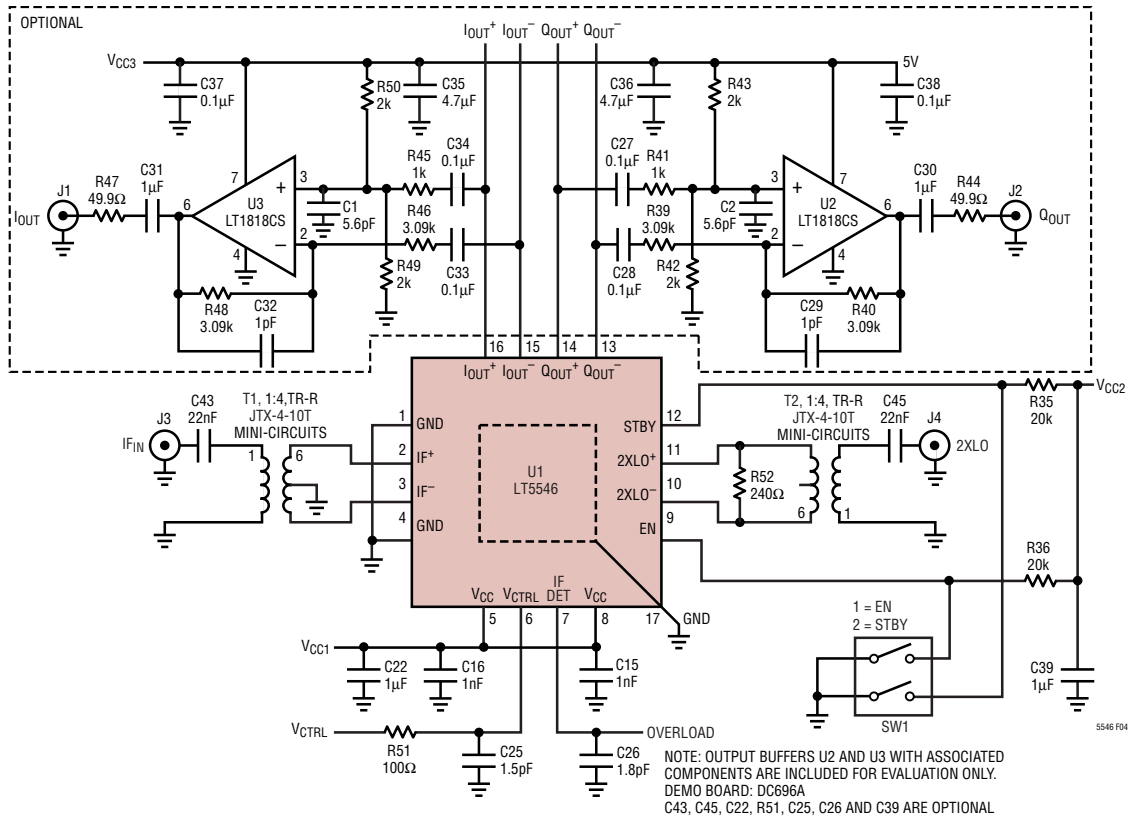 OPTIONAL
IOUT+ IOUT– QOUT+ QOUT–
VCC3
5V
C37
0.1µF
R50
2k
C35
4.7µF
C36
4.7µF
R43
2k
C38
0.1µF
J1
IOUT
R47
49.9Ω
C31
1µF
6
7
U3
LT1818CS
4
3
2
+
–
C1
5.6pF
R45
1k
C34
0.1µF
R46
3.09k
C33
0.1µF
R49
2k
R48
3.09k
C32
1pF
C27
0.1µF
R41
1k
R39
3.09k
C28
0.1µF
R42
2k
C2
5.6pF
3
2
+
–
7
U2
LT1818CS
6
4
C30
1µF
R44
49.9Ω
J2
QOUT
C29
1pF
R40
3.09k
16
15
14
13
IOUT+ IOUT– QOUT+ QOUT–
J3
IFIN
C43
22nF
T1, 1:4,TR-R
JTX-4-10T
MINI-CIRCUITS
1
6
1
GND
2
IF+
3
IF–
4
GND
U1
LT5546
STBY
12
2XLO+
11
2XLO–
10
EN
9
R52
240Ω
T2, 1:4, TR-R
JTX-4-10T
MINI-CIRCUITS
6
1
C45
22nF
J4
2XLO
R35
20k
VCC2
R36
20k
VCC
VCTRL
IF
DET
VCC
5
6
7
8
17
GND
VCC1
C22
1µF
C16
1nF
C15
1nF
VCTRL
R51
100Ω
C25
1.5pF
OVERLOAD
C26
1.8pF
1 = EN
2 = STBY
SW1
C39
1µF
5546 F04
NOTE: OUTPUT BUFFERS U2 AND U3 WITH ASSOCIATED
COMPONENTS ARE INCLUDED FOR EVALUATION ONLY.
DEMO BOARD: DC696A
C43, C45, C22, R51, C25, C26 AND C39 ARE OPTIONAL